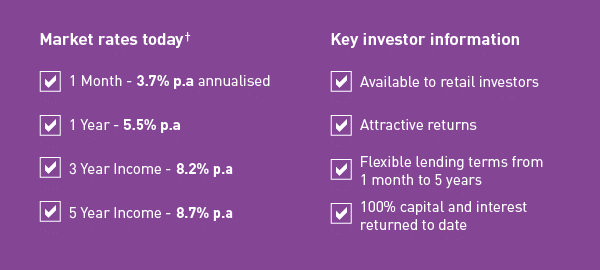 Market rates today†
1 Month - 3.7% p.a annualised
1 Year - 5.5% p.a
3 Year Income - 8.2% p.a
5 Year Income - 8.7% p.a
Key investor information
Available to retail investors
Attractive returns
Flexible lending terms from
1 month to 5 years
100% capital and interest
returned to date